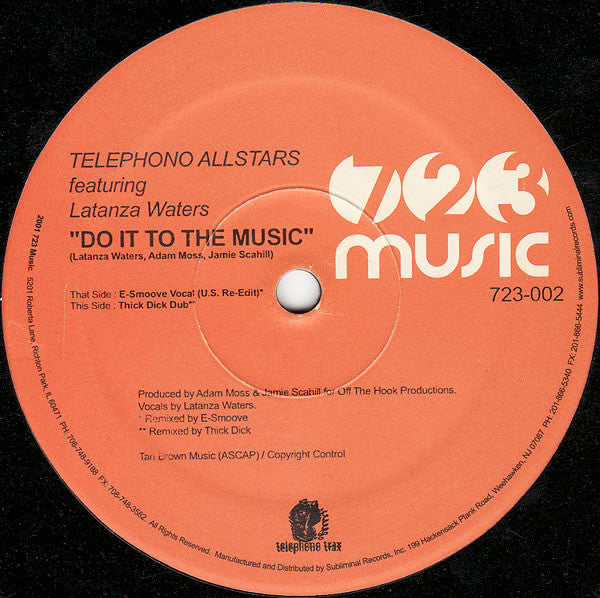 TELEPHONO ALLSTARS
featuring
Latanza Waters
"DO IT TO THE MUSIC"
(Latanza Waters, Adam Moss, Jamie Scahill)
That Side : E-Smoove Vocal (U.S. Re-Edit)*
This Side : Thick Dick Dub**
723
music
723-002
Produced by Adam Moss & Jamie Scahill for Off The Hook Productions.
Vocals by Latanza Waters.
* Remixed by E-Smoove
** Remixed by Thick Dick
Tan Brown Music (ASCAP) / Copyright Control
telephono trax
2001 723 Music. 5201 Roberta Lane, Richton Park, IL 60471 PH: 708-748-9188 FX: 708-748-3582. All Rights Reserved. Manufactured and Distributed by Subliminal Records, Inc. 199 Hackensack Plank Road, Weehawken, NJ 07087 PH: 201-866-5340 FX: 201-866-5444 www.subliminalrecords.com